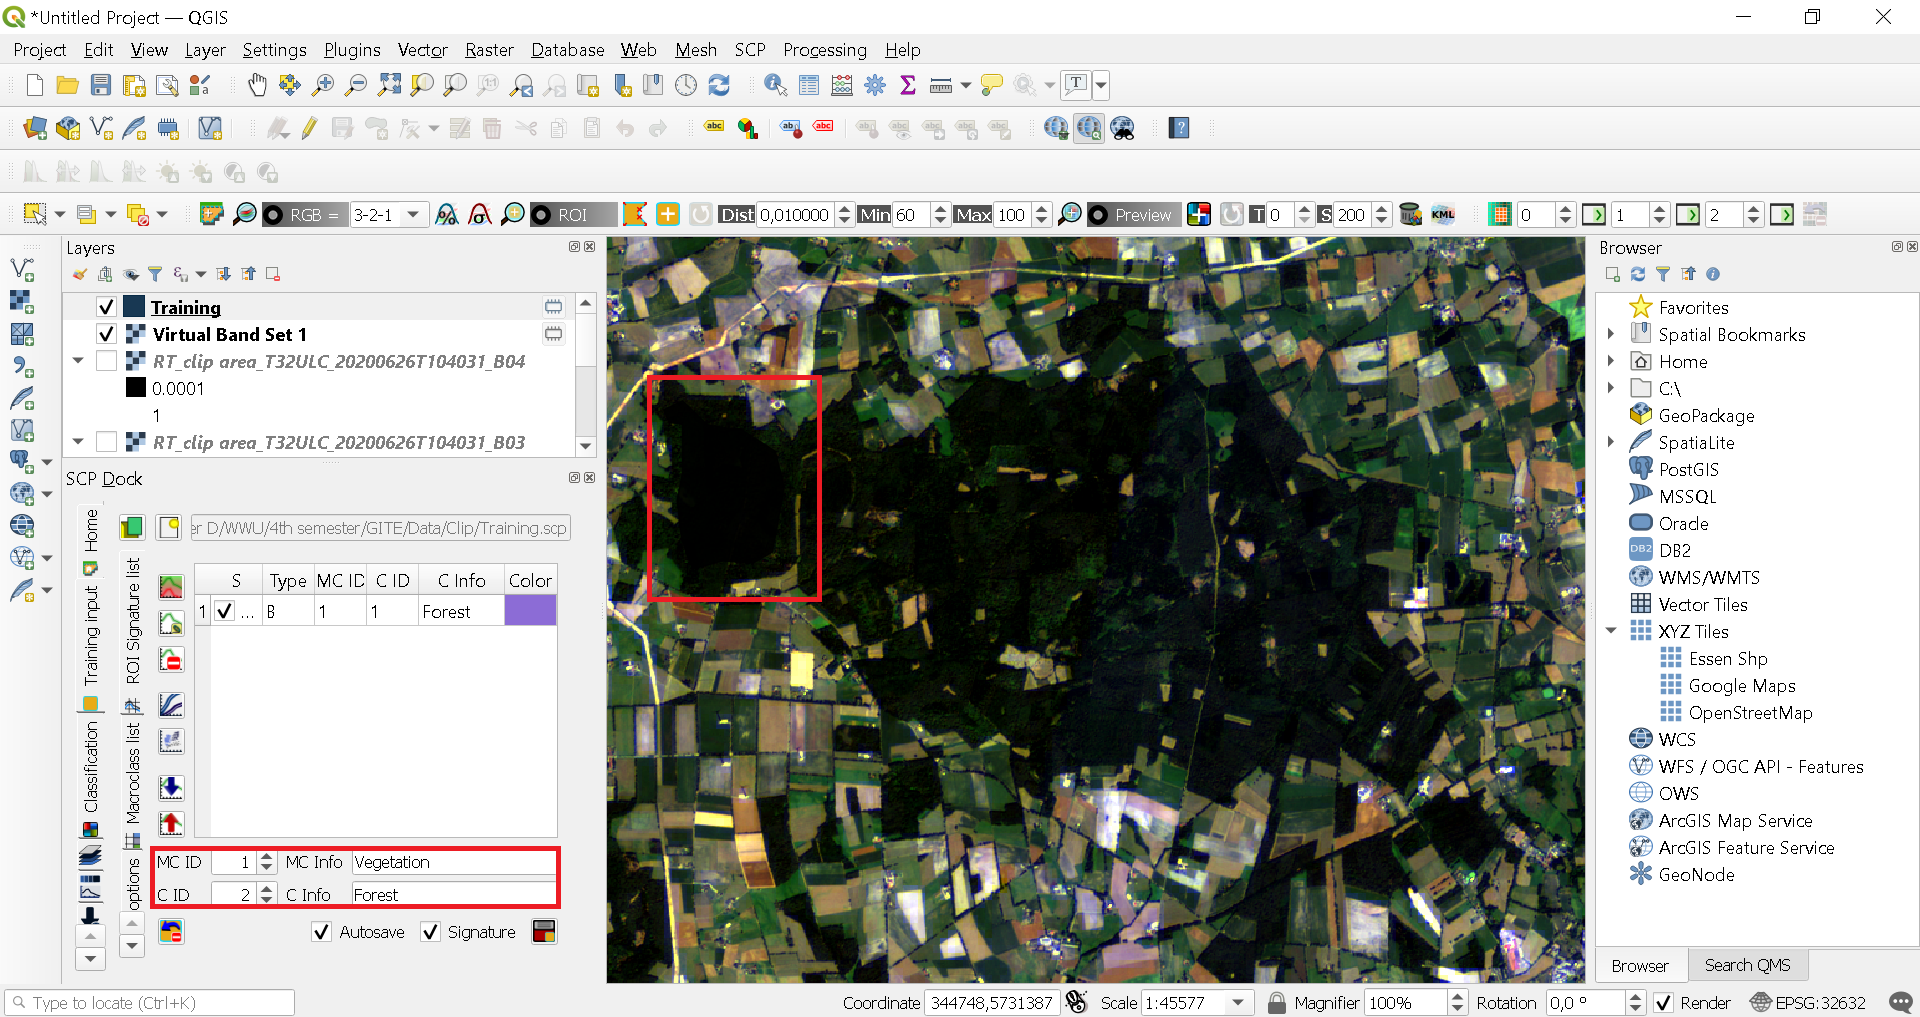 *Untitled Project — QGIS
Project Edit View Layer Settings Plugins Vector Raster Database Web Mesh SCP Processing Help
RGB = 3-2-1 ROI Dist 0,010000 Min 60 Max 100 Preview T 0 S 200 KML 0 1 2
Layers
Training
Virtual Band Set 1
RT_clip area_T32ULC_20200626T104031_B04
0.0001
1
RT_clip area_T32ULC_20200626T104031_B03
SCP Dock
er D/WWU/4th semester/GITE/Data/Clip/Training.scp
Home
Training input
Classification
ROI Signature list
Macroclass list
options
S Type MC ID C ID C Info Color
1 ... B 1 1 Forest
MC ID 1 MC Info Vegetation
C ID 2 C Info Forest
Autosave Signature
Browser
Favorites
Spatial Bookmarks
Home
C:\
GeoPackage
SpatiaLite
PostGIS
MSSQL
Oracle
DB2 DB2
WMS/WMTS
Vector Tiles
XYZ Tiles
Essen Shp
Google Maps
OpenStreetMap
WCS
WFS / OGC API - Features
OWS
ArcGIS Map Service
ArcGIS Feature Service
GeoNode
Browser Search QMS
Type to locate (Ctrl+K) Coordinate 344748,5731387 Scale 1:45577 Magnifier 100% Rotation 0,0 ° Render EPSG:32632